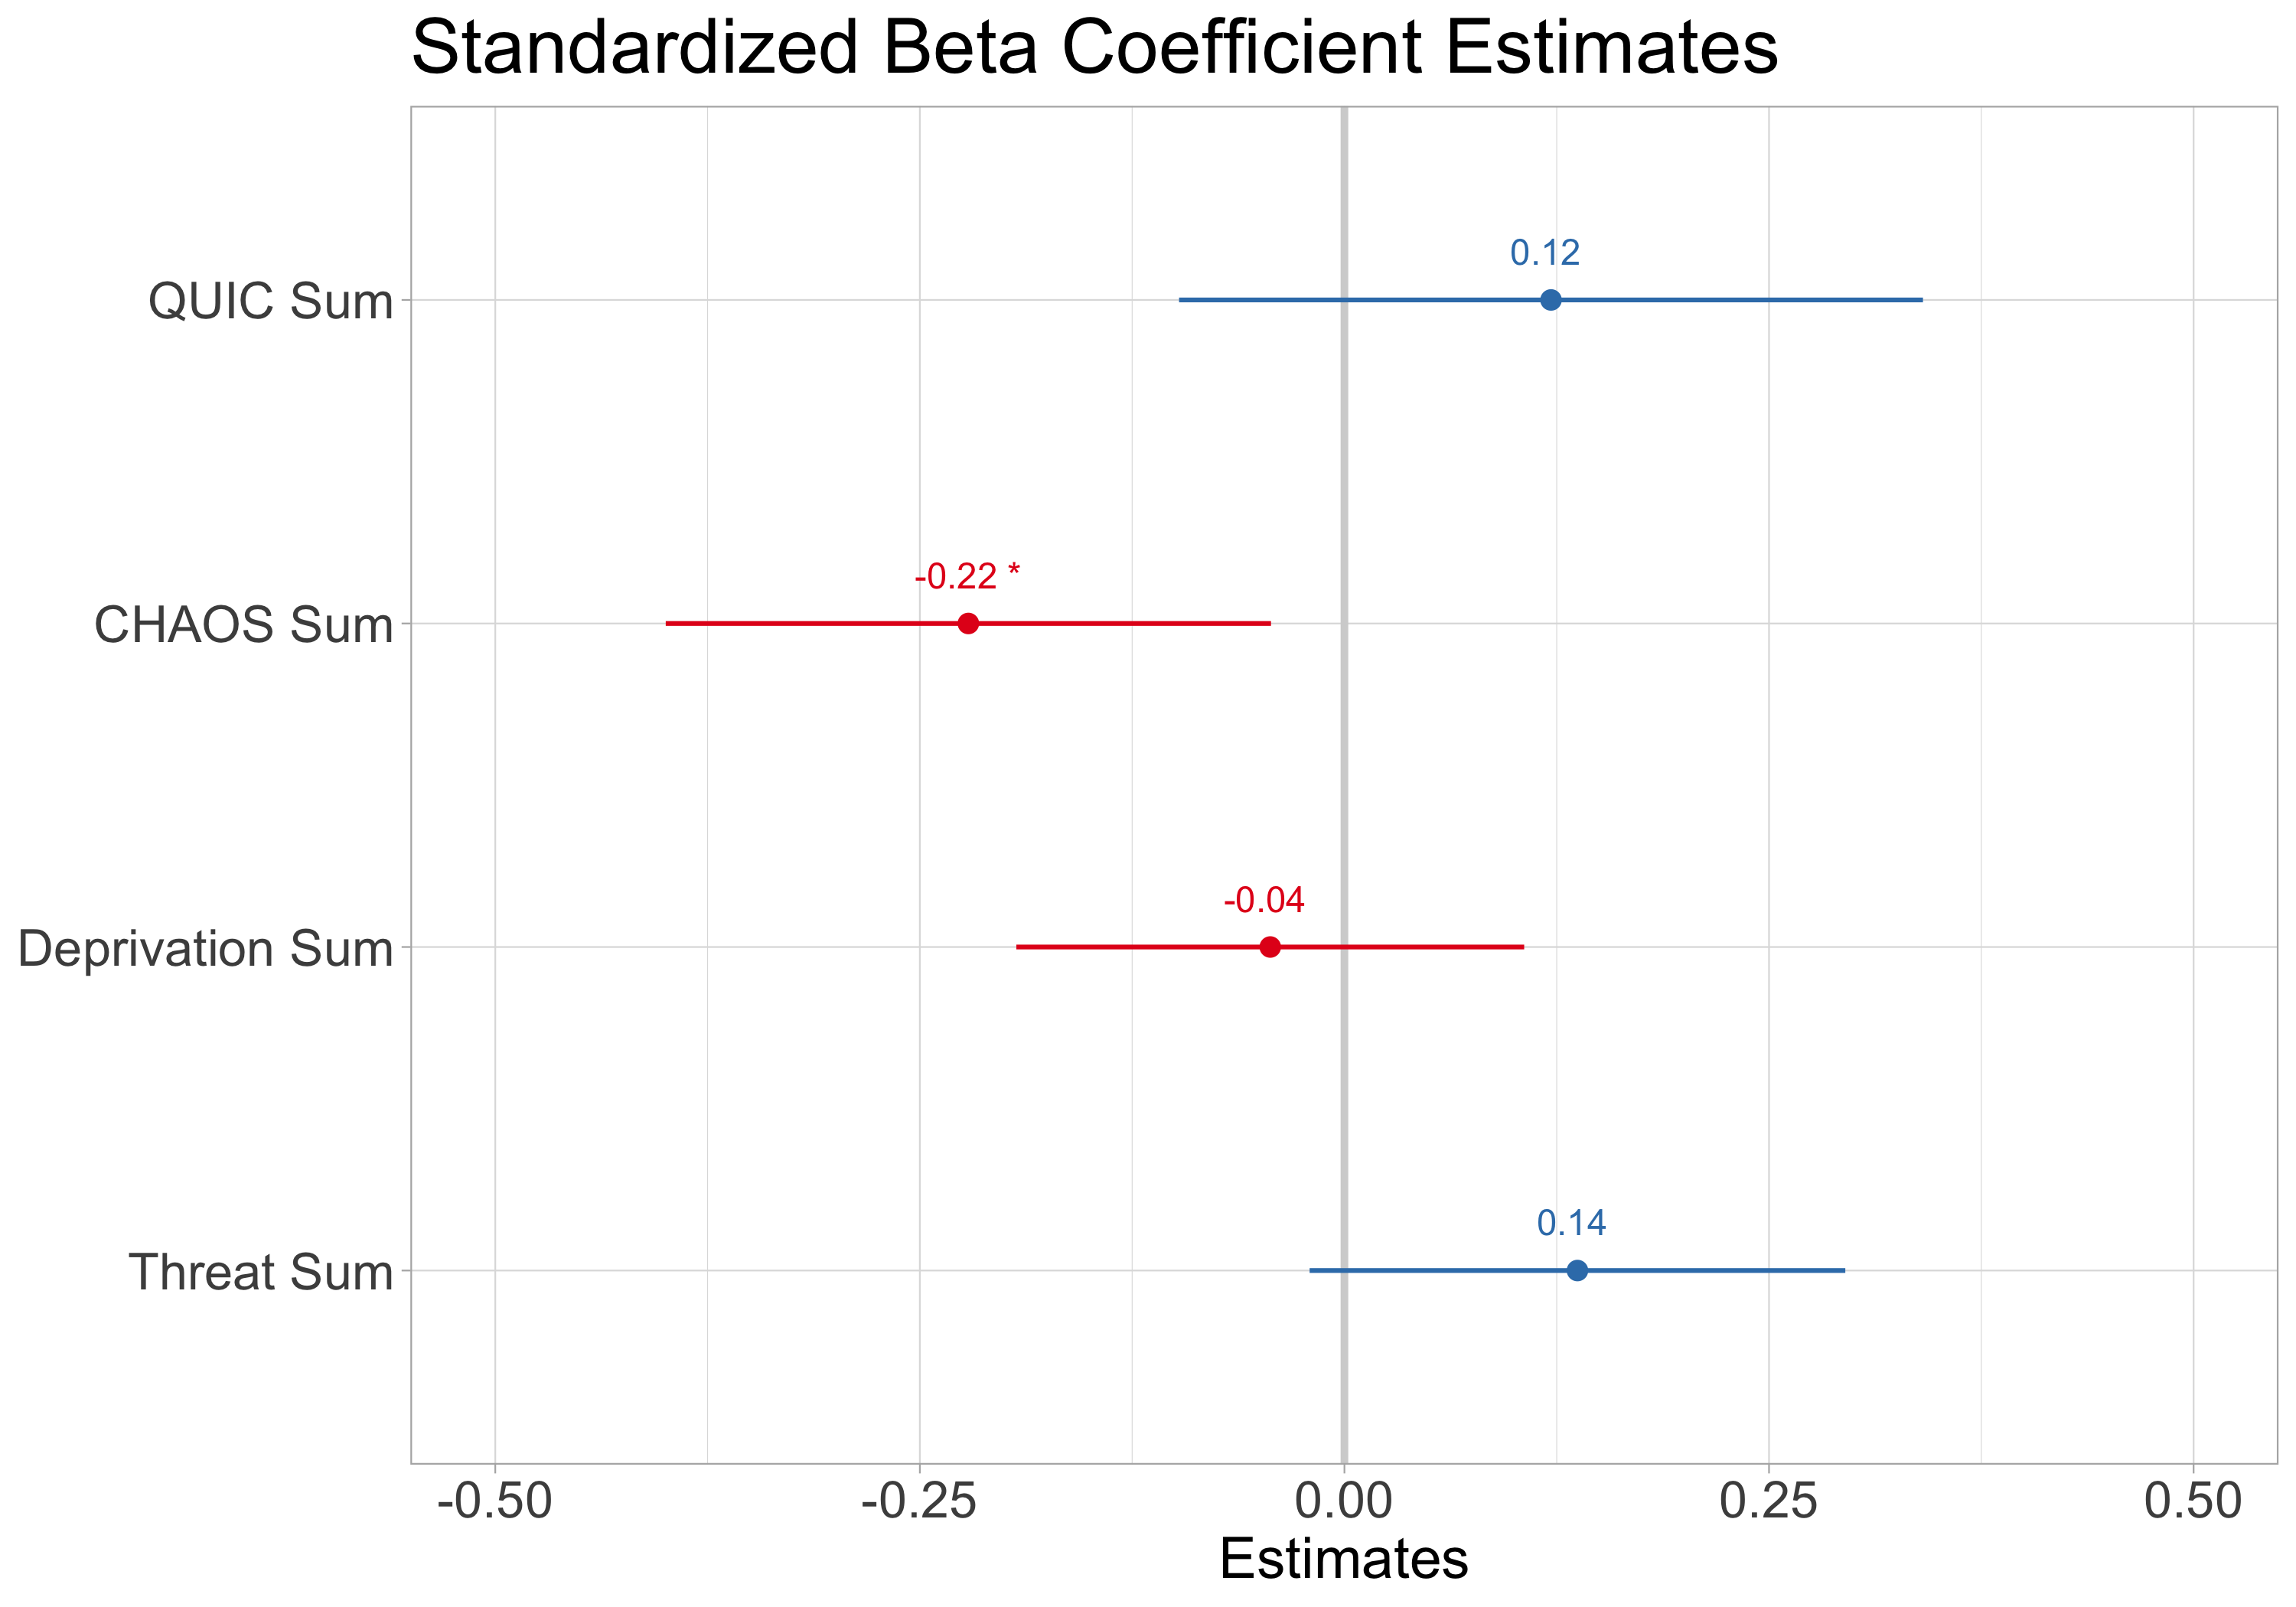 Standardized Beta Coefficient Estimates
0.12
QUIC Sum
-0.22 *
CHAOS Sum
-0.04
Deprivation Sum
0.14
Threat Sum
-0.50 -0.25 0.00 0.25 0.50
Estimates